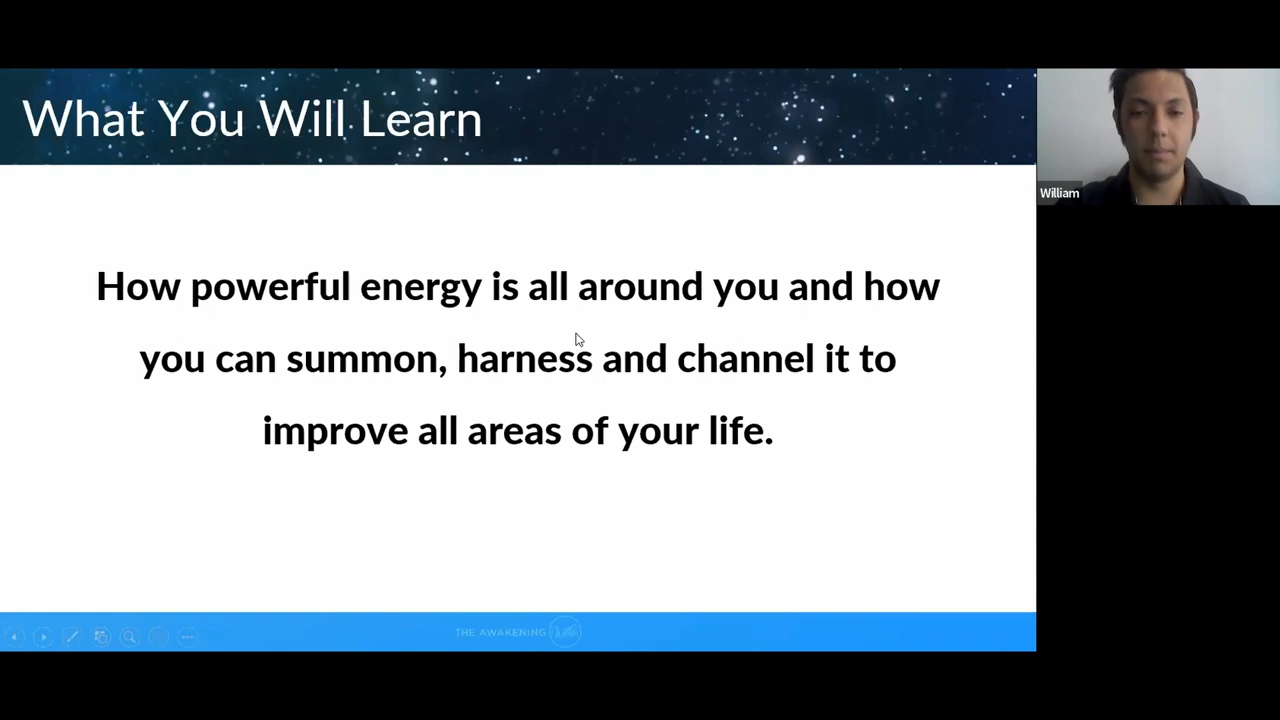 What You Will Learn
William
How powerful energy is all around you and how
you can summon, harness and channel it to
improve all areas of your life.
THE AWAKENING